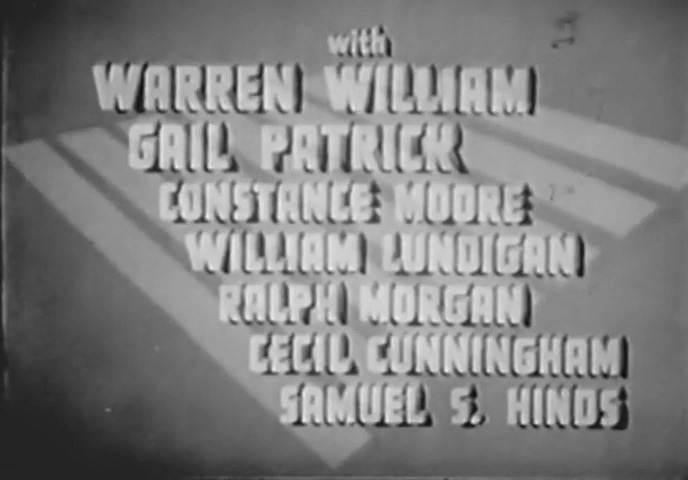 with
WARREN WILLIAM
GAIL PATRICK
CONSTANCE MOORE
WILLIAM LUNDIGAN
RALPH MORGAN
CECIL CUNNINGHAM
SAMUEL S. HINDS